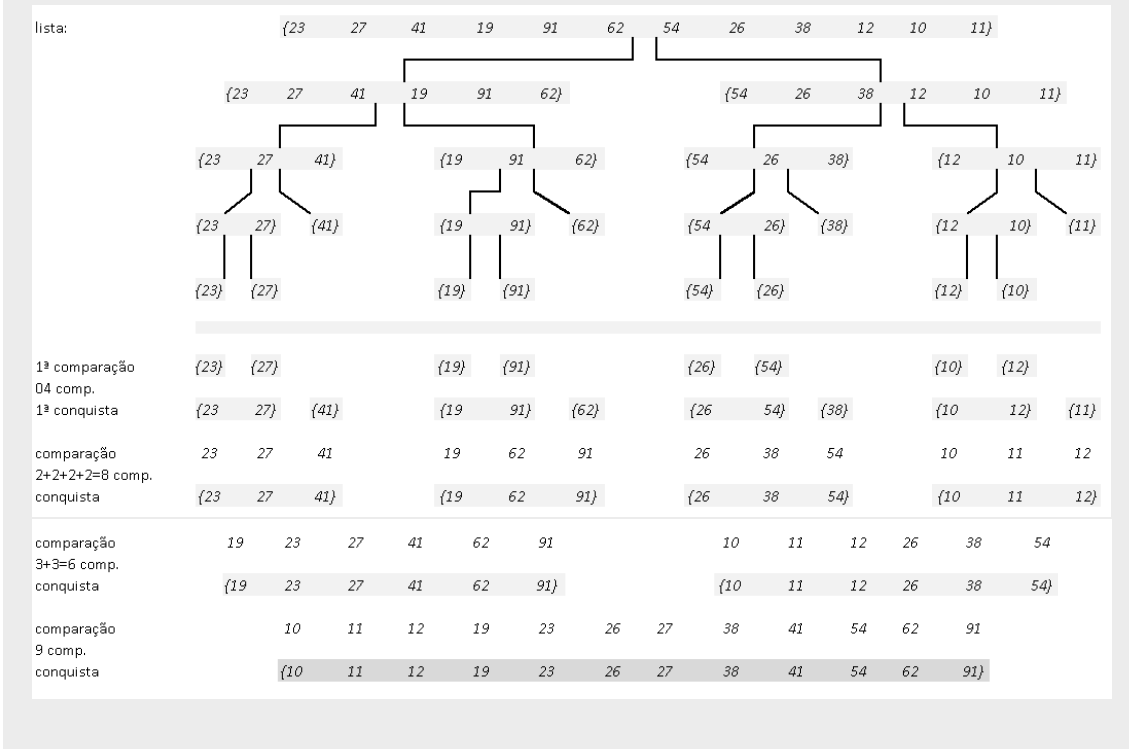 lista: {23 27 41 19 91 62 54 26 38 12 10 11}
{23 27 41 19 91 62} {54 26 38 12 10 11}
{23 27 41} {19 91 62} {54 26 38} {12 10 11}
{23 27} {41} {19 91} {62} {54 26} {38} {12 10} {11}
{23} {27} {19} {91} {54} {26} {12} {10}
1ª comparação {23} {27} {19} {91} {26} {54} {10} {12}
04 comp.
1ª conquista {23 27} {41} {19 91} {62} {26 54} {38} {10 12} {11}
comparação 23 27 41 19 62 91 26 38 54 10 11 12
2+2+2+2=8 comp.
conquista {23 27 41} {19 62 91} {26 38 54} {10 11 12}
comparação 19 23 27 41 62 91 10 11 12 26 38 54
3+3=6 comp.
conquista {19 23 27 41 62 91} {10 11 12 26 38 54}
comparação 10 11 12 19 23 26 27 38 41 54 62 91
9 comp.
conquista {10 11 12 19 23 26 27 38 41 54 62 91}